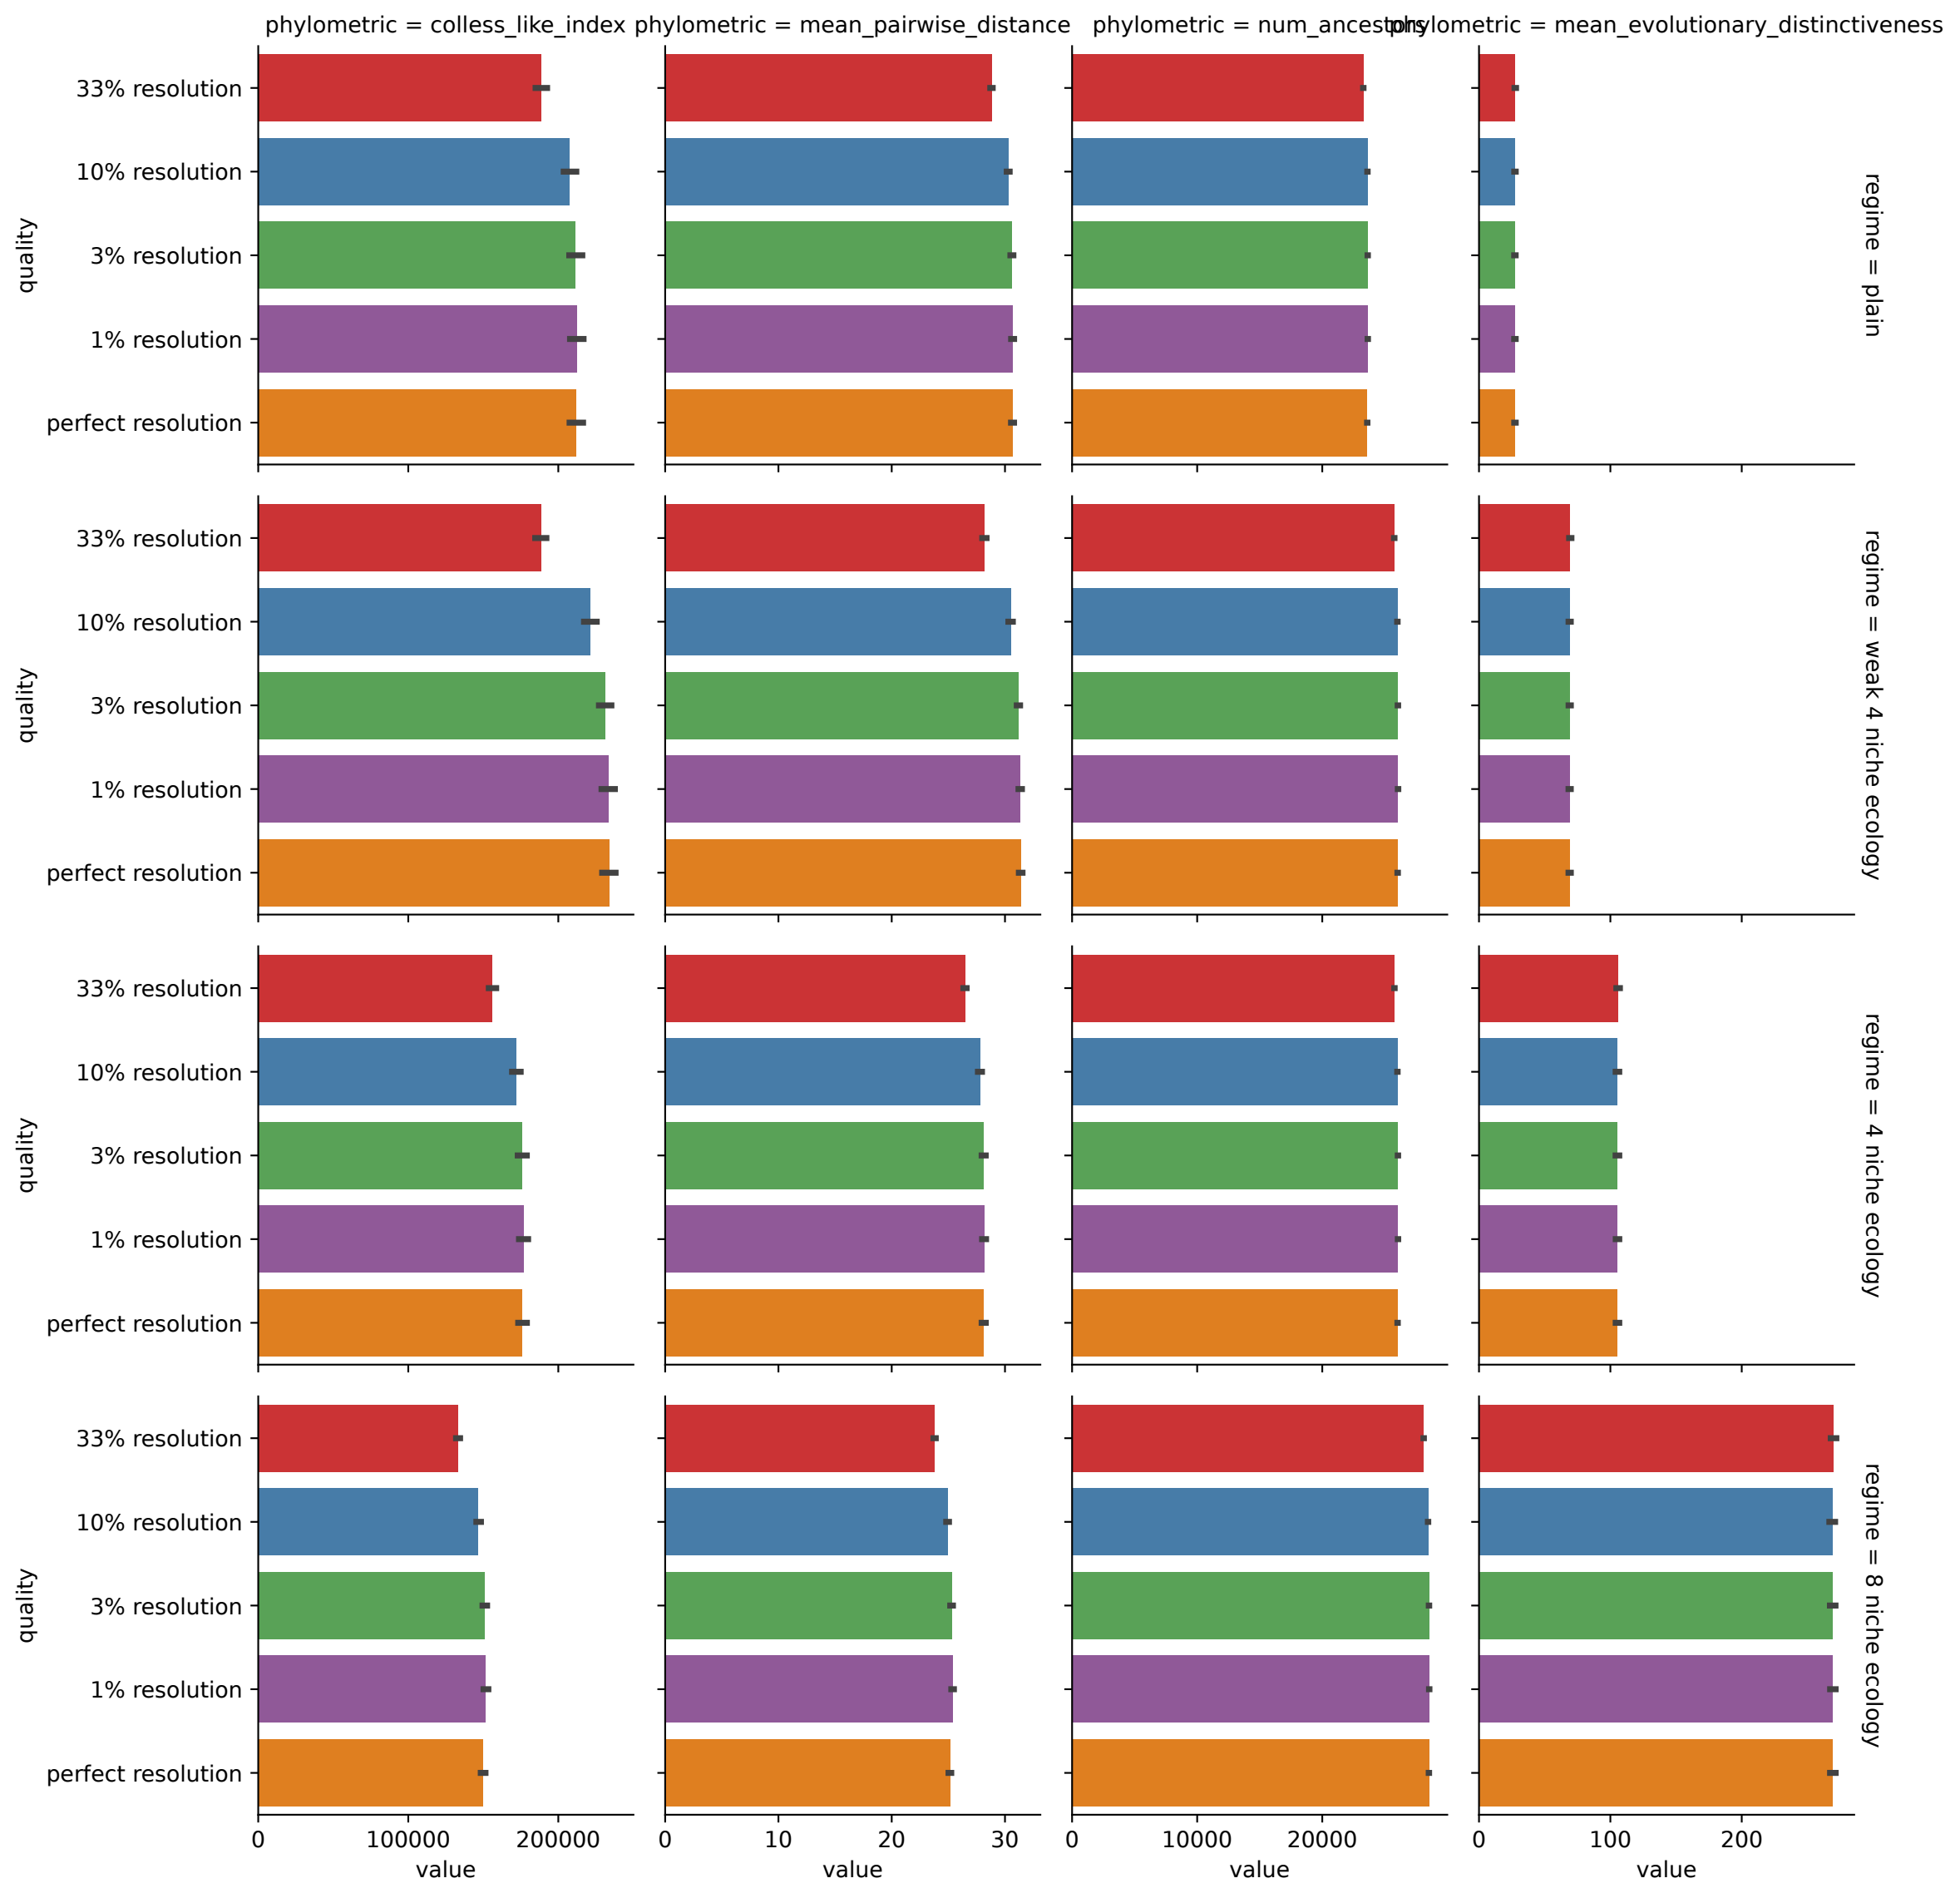 phylometric = colless_like_index
phylometric = mean_pairwise_distance
phylometric = num_ancestors
phylometric = mean_evolutionary_distinctiveness
quality
33% resolution
10% resolution
3% resolution
1% resolution
perfect resolution
regime = plain
quality
33% resolution
10% resolution
3% resolution
1% resolution
perfect resolution
regime = weak 4 niche ecology
quality
33% resolution
10% resolution
3% resolution
1% resolution
perfect resolution
regime = 4 niche ecology
quality
33% resolution
10% resolution
3% resolution
1% resolution
perfect resolution
regime = 8 niche ecology
0 100000 200000
0 10 20 30
0 10000 20000
0 100 200
value
value
value
value